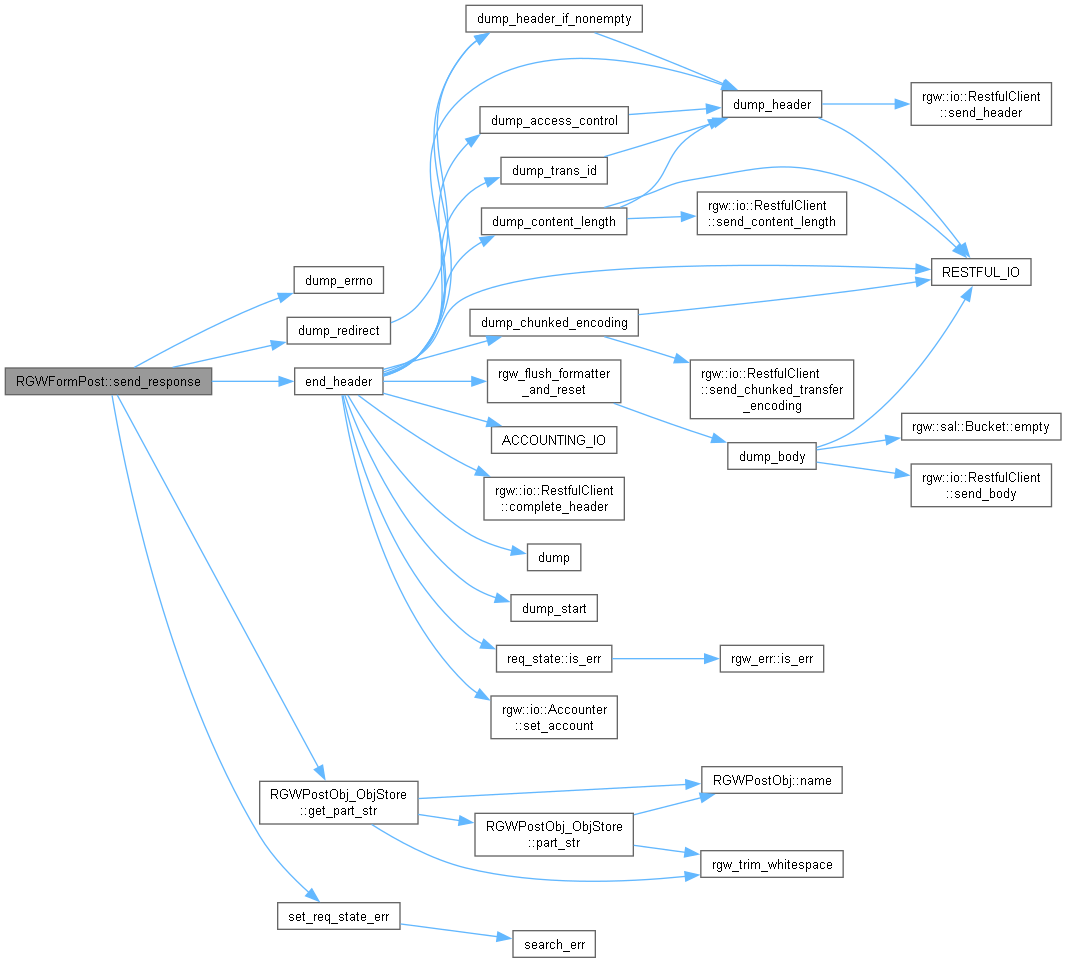 dump_header_if_nonempty
dump_header
rgw::io::RestfulClient
::send_header
dump_access_control
dump_trans_id
dump_content_length
rgw::io::RestfulClient
::send_content_length
RESTFUL_IO
dump_errno
dump_redirect
dump_chunked_encoding
RGWFormPost::send_response
end_header
rgw_flush_formatter
_and_reset
rgw::io::RestfulClient
::send_chunked_transfer
_encoding
ACCOUNTING_IO
dump_body
rgw::sal::Bucket::empty
rgw::io::RestfulClient
::complete_header
rgw::io::RestfulClient
::send_body
dump
dump_start
req_state::is_err
rgw_err::is_err
rgw::io::Accounter
::set_account
RGWPostObj_ObjStore
::get_part_str
RGWPostObj::name
RGWPostObj_ObjStore
::part_str
rgw_trim_whitespace
set_req_state_err
search_err